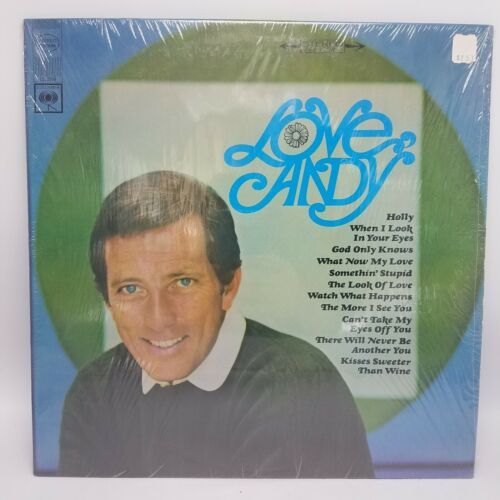 STEREO
Love,
ANDY
Holly
When I Look
In Your Eyes
God Only Knows
What Now My Love
Somethin' Stupid
The Look Of Love
Watch What Happens
The More I See You
Can't Take My
Eyes Off You
There Will Never Be
Another You
Kisses Sweeter
Than Wine